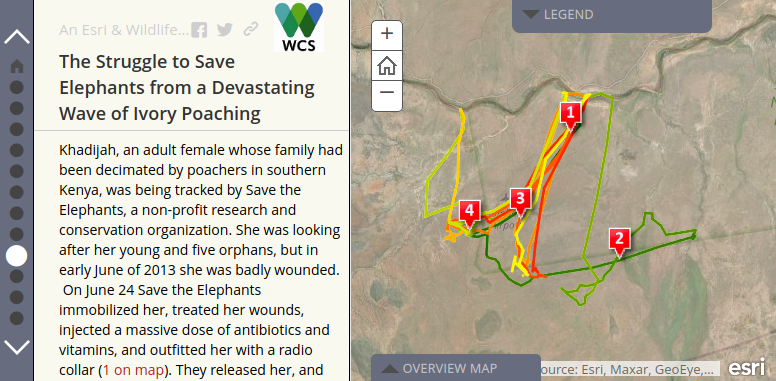 An Esri & Wildlife...
WCS
The Struggle to Save
Elephants from a Devastating
Wave of Ivory Poaching
Khadijah, an adult female whose family had
been decimated by poachers in southern
Kenya, was being tracked by Save the
Elephants, a non-profit research and
conservation organization. She was looking
after her young and five orphans, but in
early June of 2013 she was badly wounded.
On June 24 Save the Elephants
immobilized her, treated her wounds,
injected a massive dose of antibiotics and
vitamins, and outfitted her with a radio
collar (1 on map). They released her, and
LEGEND
+
−
1
3
4
2
OVERVIEW MAP
ource: Esri, Maxar, GeoEye,...
esri